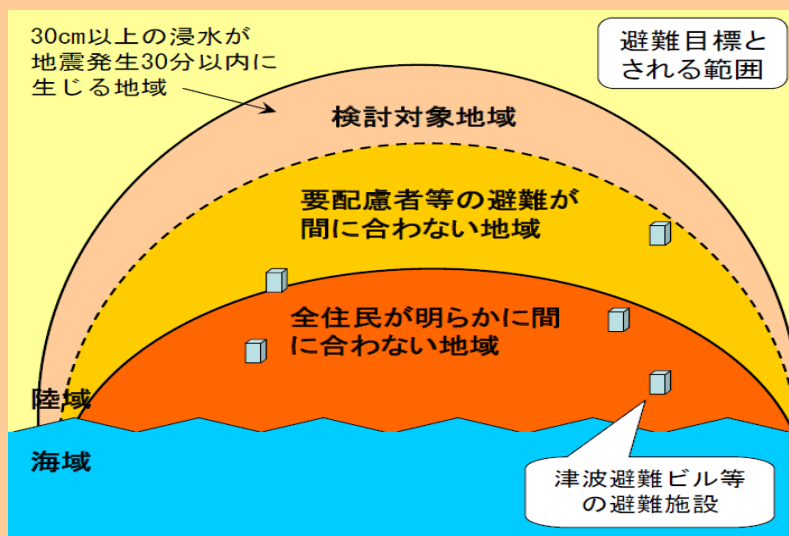 30cm以上の浸水が
地震発生30分以内に
生じる地域
避難目標と
される範囲
検討対象地域
要配慮者等の避難が
間に合わない地域
全住民が明らかに間
に合わない地域
陸域
海域
津波避難ビル等
の避難施設